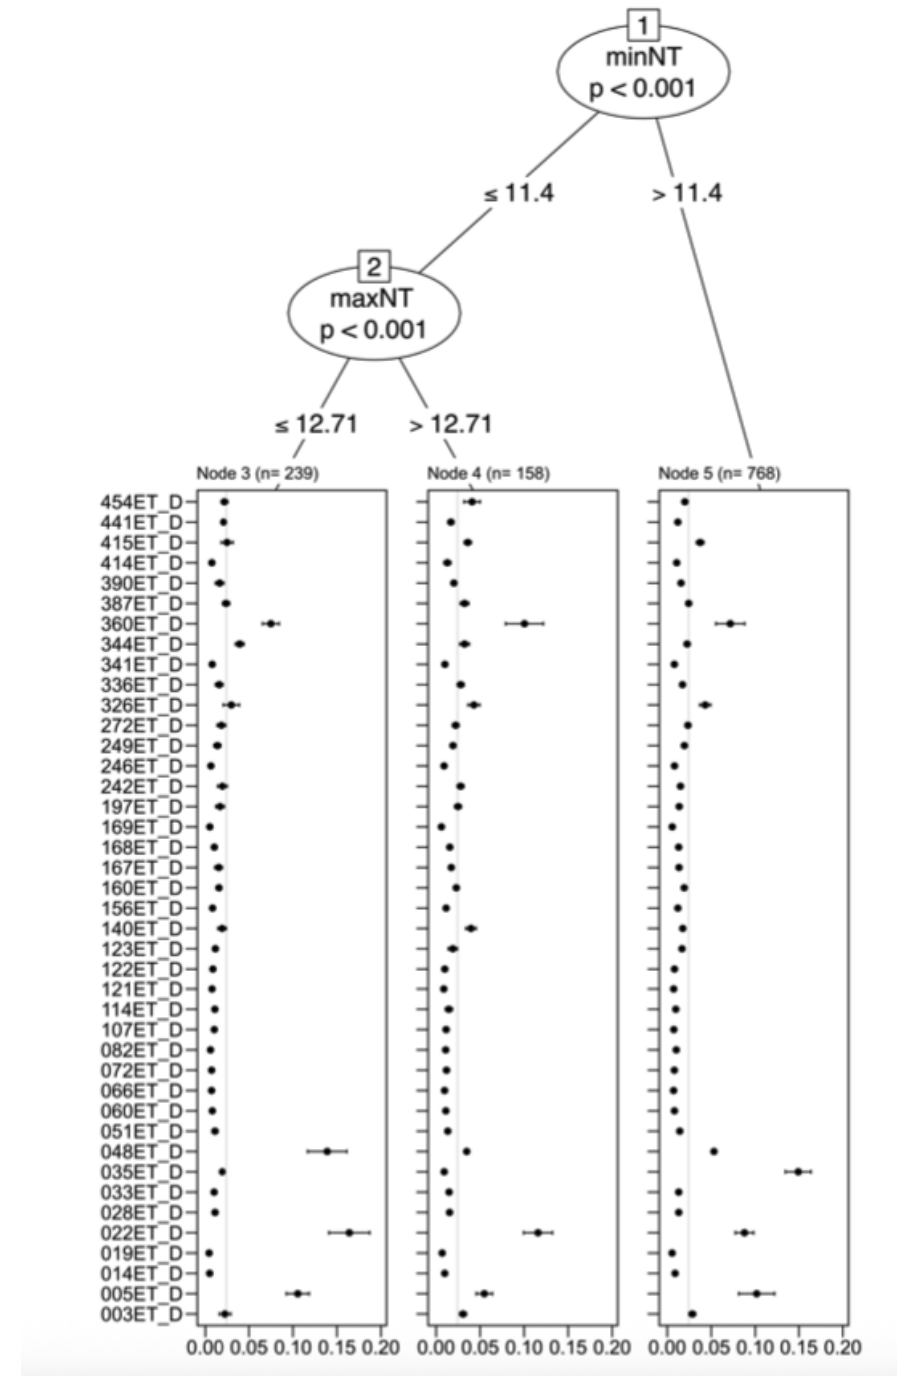 1
minNT
p < 0.001
≤ 11.4
> 11.4
2
maxNT
p < 0.001
≤ 12.71
> 12.71
Node 3 (n= 239)
Node 4 (n= 158)
Node 5 (n= 768)
454ET_D
441ET_D
415ET_D
414ET_D
390ET_D
387ET_D
360ET_D
344ET_D
341ET_D
336ET_D
326ET_D
272ET_D
249ET_D
246ET_D
242ET_D
197ET_D
169ET_D
168ET_D
167ET_D
160ET_D
156ET_D
140ET_D
123ET_D
122ET_D
121ET_D
114ET_D
107ET_D
082ET_D
072ET_D
066ET_D
060ET_D
051ET_D
048ET_D
035ET_D
033ET_D
028ET_D
022ET_D
019ET_D
014ET_D
005ET_D
003ET_D
0.00 0.05 0.10 0.15 0.20
0.00 0.05 0.10 0.15 0.20
0.00 0.05 0.10 0.15 0.20